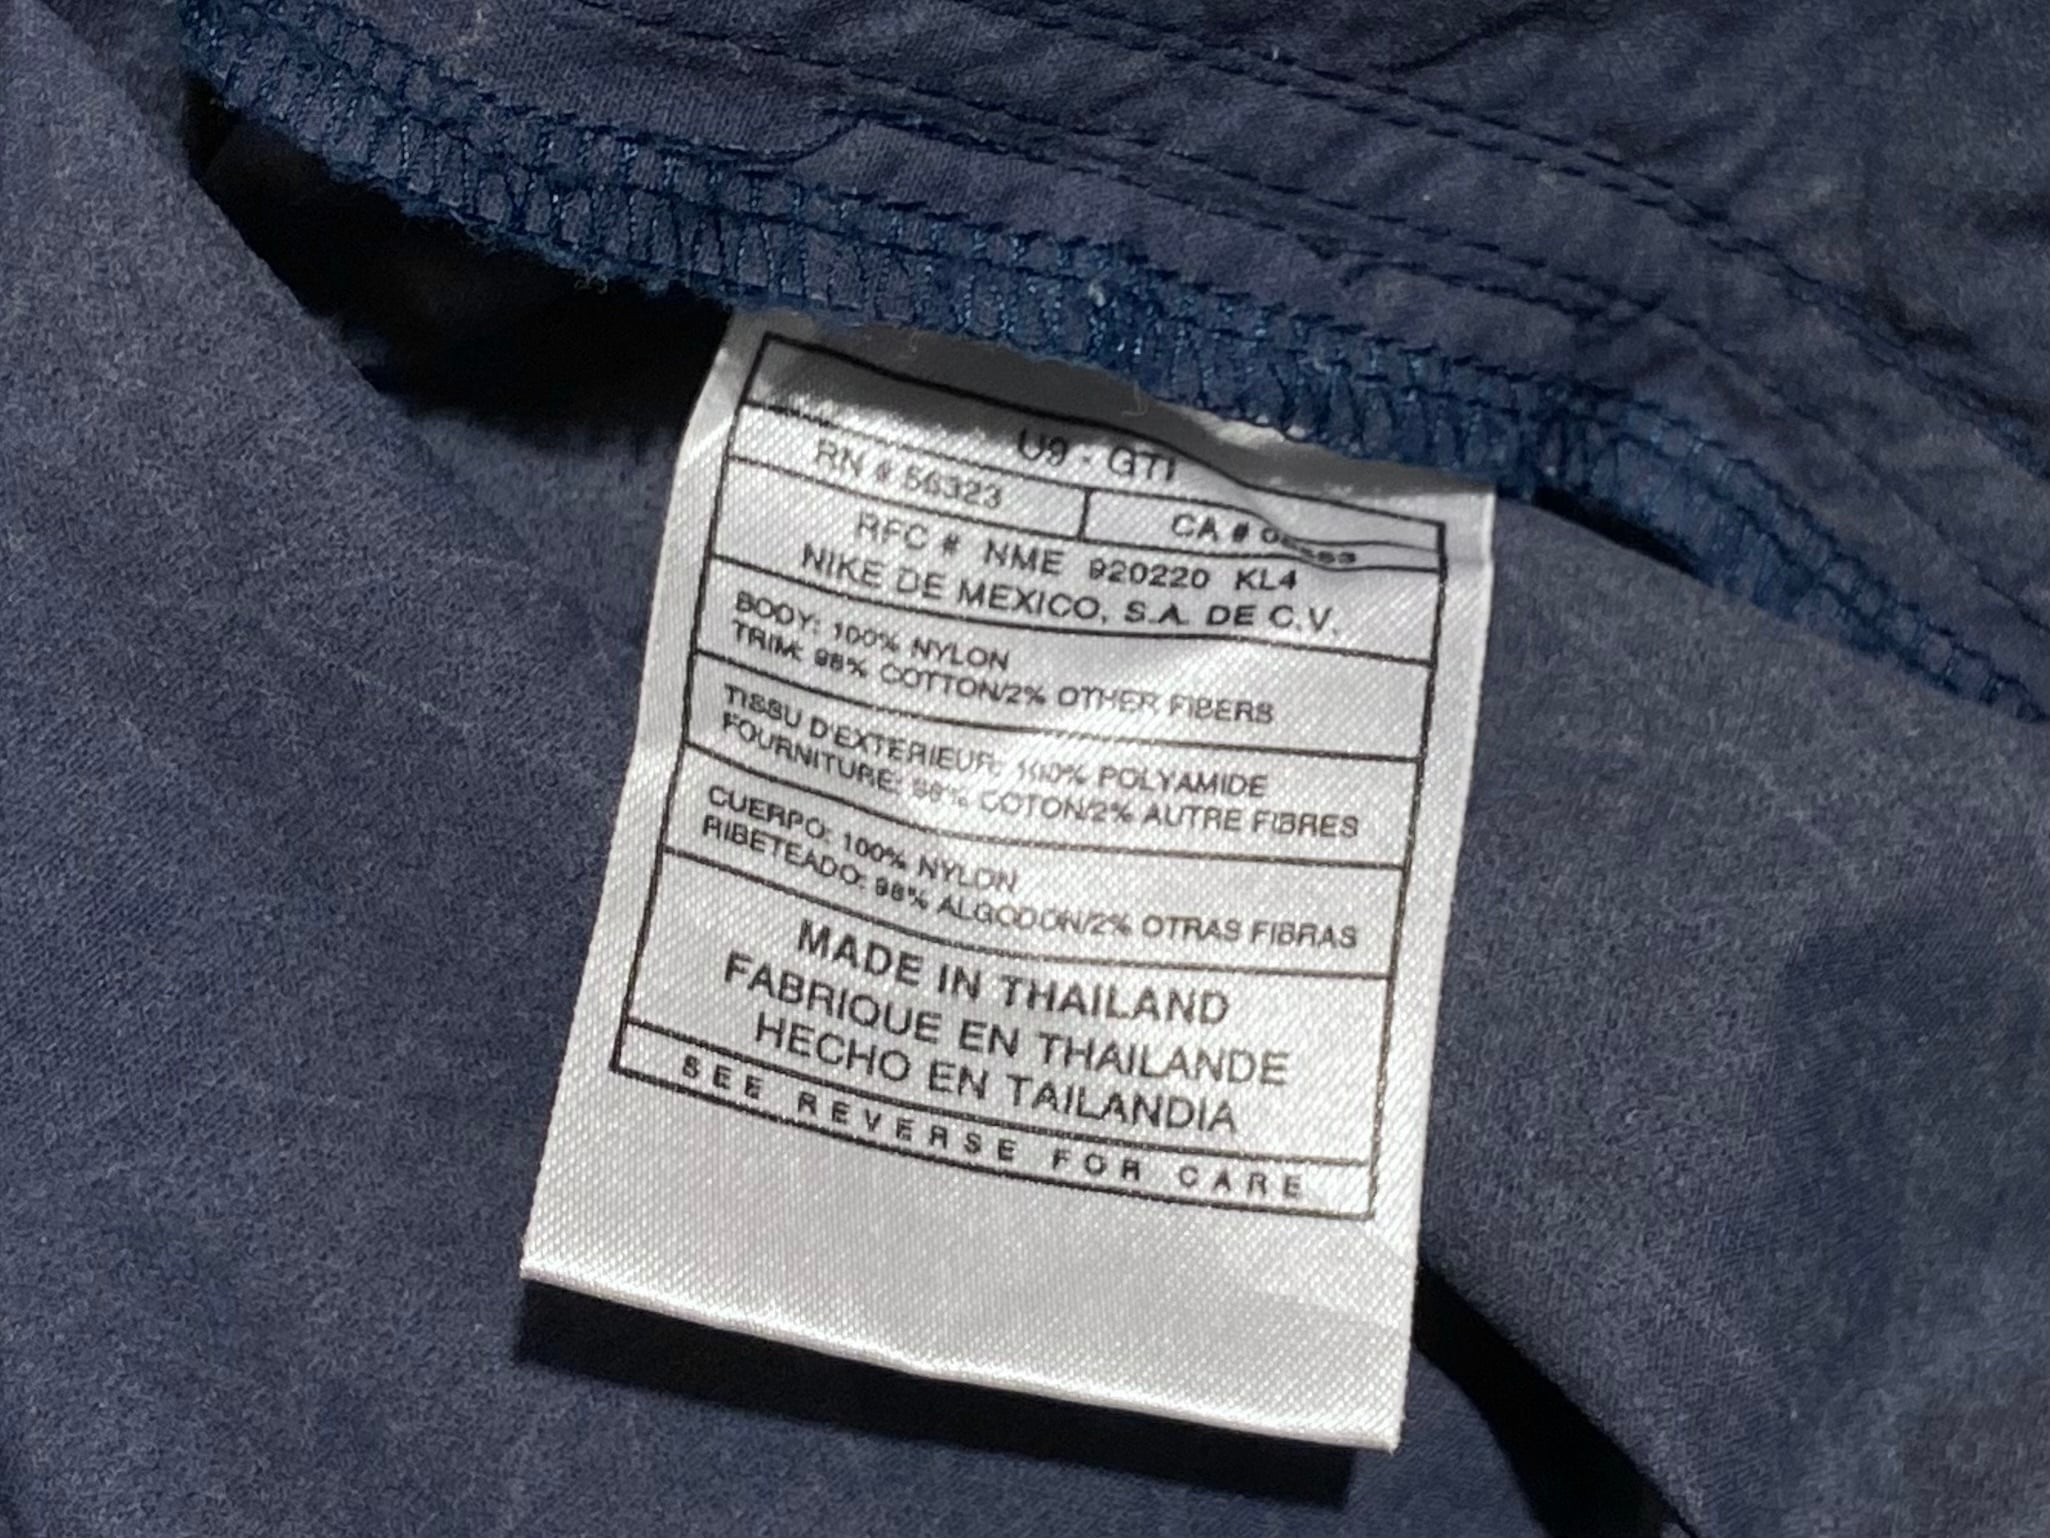 U9 - GTI
RN # 56323
CA #
RFC # NME 920220 KL4
NIKE DE MEXICO, S.A. DE C.V.
BODY: 100% NYLON
TRIM: 98% COTTON/2% OTHER FIBERS
TISSU D'EXTERIEUR: 100% POLYAMIDE
FOURNITURE: 98% COTON/2% AUTRE FIBRES
CUERPO: 100% NYLON
RIBETEADO: 98% ALGODON/2% OTRAS FIBRAS
MADE IN THAILAND
FABRIQUE EN THAILANDE
HECHO EN TAILANDIA
SEE REVERSE FOR CARE